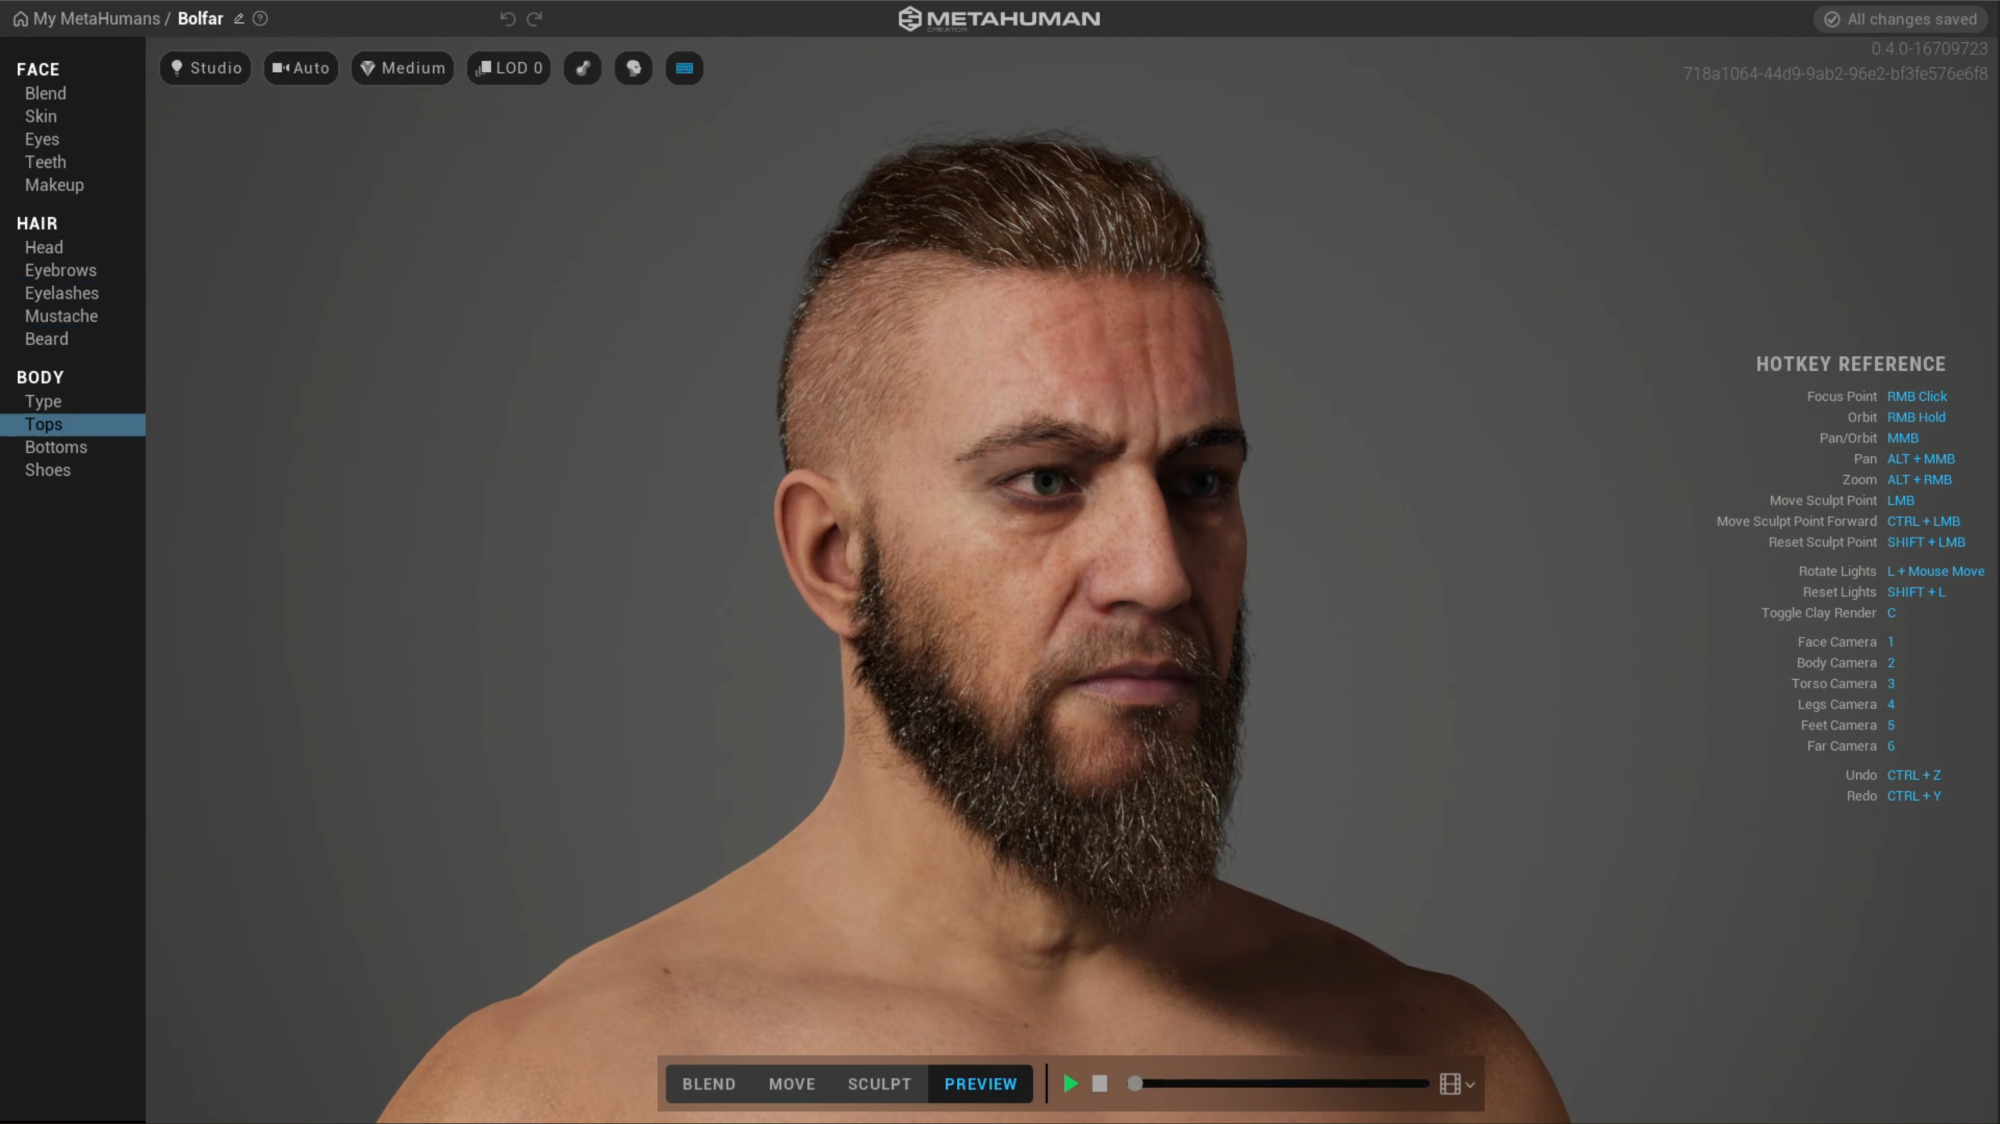 My MetaHumans / Bolfar
METAHUMAN
CREATOR
All changes saved
0.4.0-16709723
718a1064-44d9-9ab2-96e2-bf3fe576e6f8
Studio
Auto
Medium
LOD 0
FACE
Blend
Skin
Eyes
Teeth
Makeup
HAIR
Head
Eyebrows
Eyelashes
Mustache
Beard
BODY
Type
Tops
Bottoms
Shoes
HOTKEY REFERENCE
Focus Point RMB Click
Orbit RMB Hold
Pan/Orbit MMB
Pan ALT + MMB
Zoom ALT + RMB
Move Sculpt Point LMB
Move Sculpt Point Forward CTRL + LMB
Reset Sculpt Point SHIFT + LMB
Rotate Lights L + Mouse Move
Reset Lights SHIFT + L
Toggle Clay Render C
Face Camera 1
Body Camera 2
Torso Camera 3
Legs Camera 4
Feet Camera 5
Far Camera 6
Undo CTRL + Z
Redo CTRL + Y
BLEND MOVE SCULPT PREVIEW